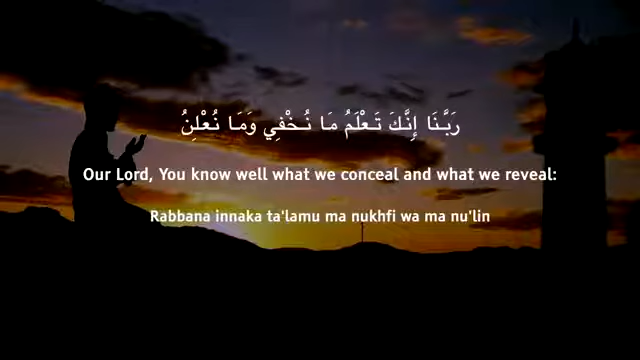 رَبَّنَا إِنَّكَ تَعْلَمُ مَا نُخْفِي وَمَا نُعْلِنُ
Our Lord, You know well what we conceal and what we reveal:
Rabbana innaka ta'lamu ma nukhfi wa ma nu'lin